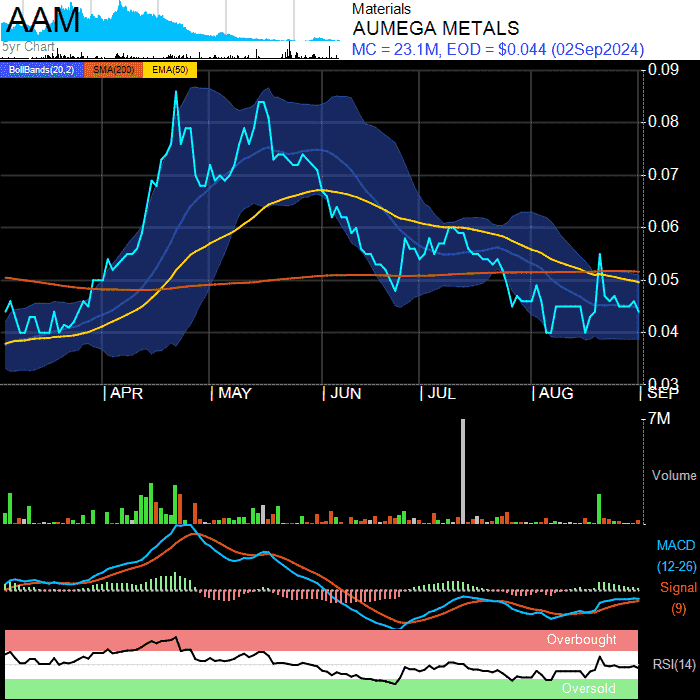 AAM
Materials
AUMEGA METALS
MC = 23.1M, EOD = $0.044 (02Sep2024)
5yr Chart
BollBands(20,2) SMA(200) EMA(50)
0.09
0.08
0.07
0.06
0.05
0.04
0.03
APR MAY JUN JUL AUG SEP
7M
Volume
MACD
(12-26)
Signal
(9)
Overbought
RSI(14)
Oversold